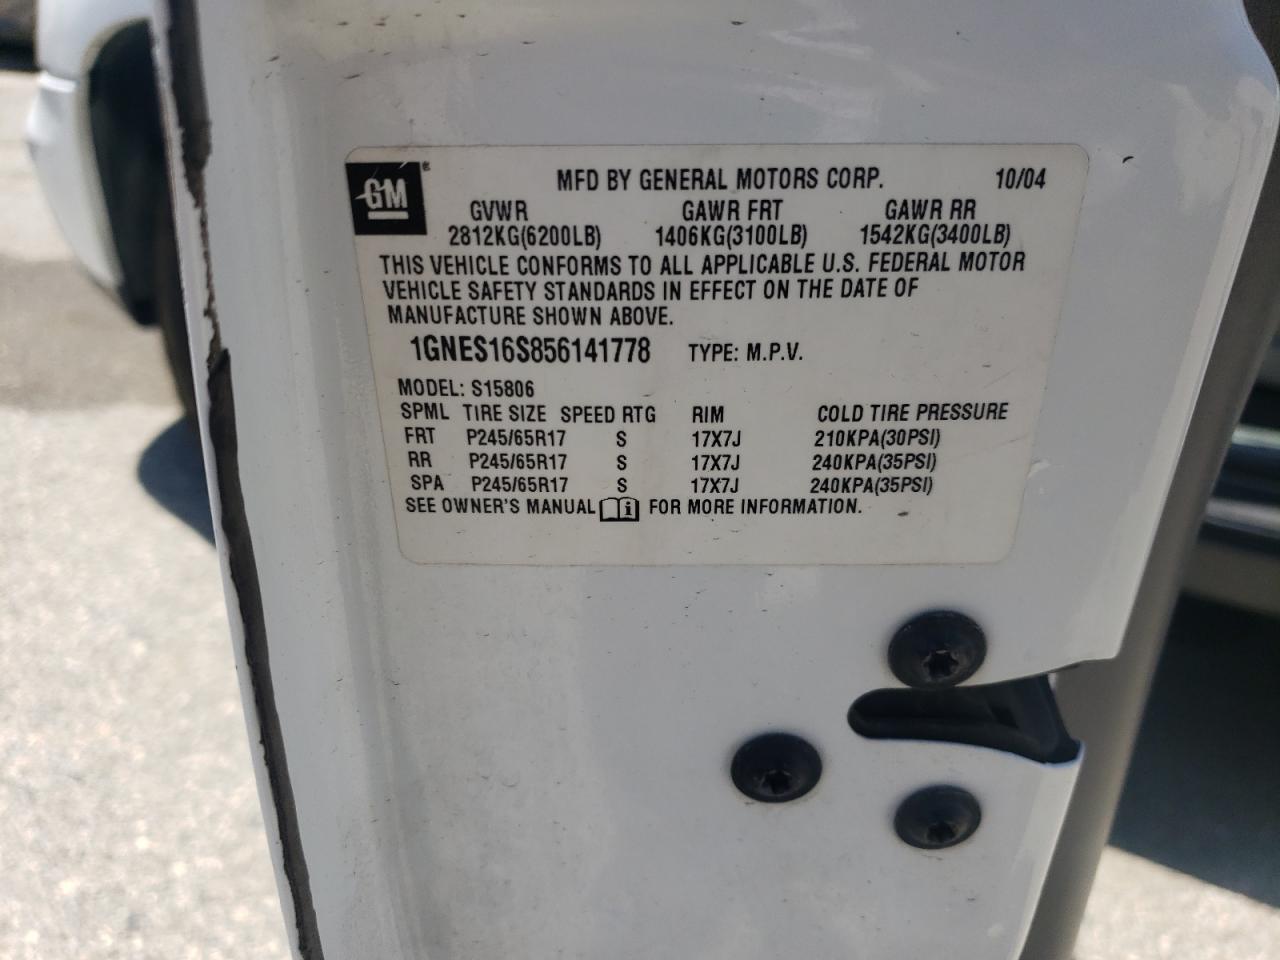 GM ® MFD BY GENERAL MOTORS CORP. 10/04
GVWR GAWR FRT GAWR RR
2812KG(6200LB) 1406KG(3100LB) 1542KG(3400LB)
THIS VEHICLE CONFORMS TO ALL APPLICABLE U.S. FEDERAL MOTOR
VEHICLE SAFETY STANDARDS IN EFFECT ON THE DATE OF
MANUFACTURE SHOWN ABOVE.
1GNES16S856141778 TYPE: M.P.V.
MODEL: S15806
SPML TIRE SIZE SPEED RTG RIM COLD TIRE PRESSURE
FRT P245/65R17 S 17X7J 210KPA(30PSI)
RR P245/65R17 S 17X7J 240KPA(35PSI)
SPA P245/65R17 S 17X7J 240KPA(35PSI)
SEE OWNER'S MANUAL i FOR MORE INFORMATION.